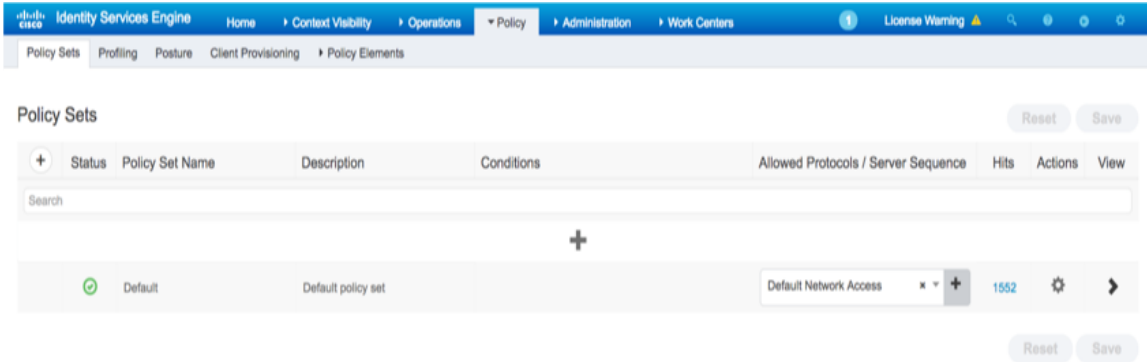 cisco Identity Services Engine Home Context Visibility Operations Policy Administration Work Centers 1 License Warning
Policy Sets Profiling Posture Client Provisioning Policy Elements
Policy Sets
Reset Save
+ Status Policy Set Name Description Conditions Allowed Protocols / Server Sequence Hits Actions View
Search
+
Default Default policy set Default Network Access × + 1552
Reset Save